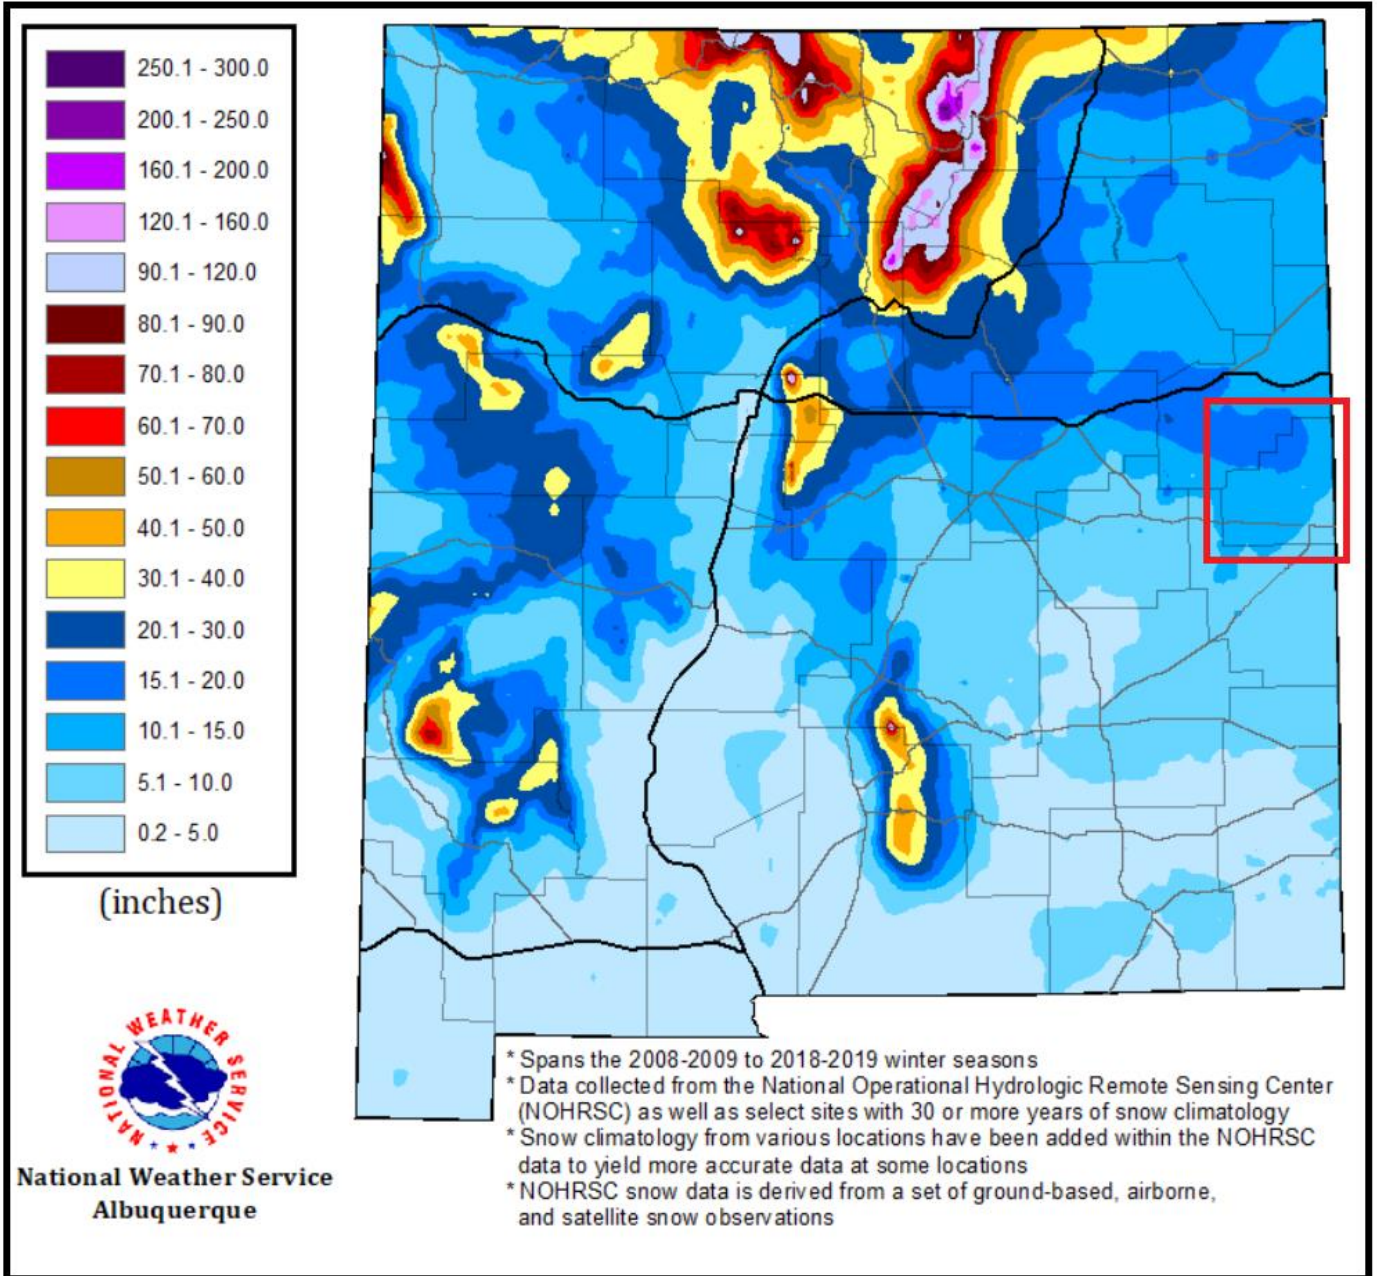 250.1 - 300.0
200.1 - 250.0
160.1 - 200.0
120.1 - 160.0
90.1 - 120.0
80.1 - 90.0
70.1 - 80.0
60.1 - 70.0
50.1 - 60.0
40.1 - 50.0
30.1 - 40.0
20.1 - 30.0
15.1 - 20.0
10.1 - 15.0
5.1 - 10.0
0.2 - 5.0
(inches)
NATIONAL WEATHER SERVICE
National Weather Service
Albuquerque
* Spans the 2008-2009 to 2018-2019 winter seasons
* Data collected from the National Operational Hydrologic Remote Sensing Center
(NOHRSC) as well as select sites with 30 or more years of snow climatology
* Snow climatology from various locations have been added within the NOHRSC
data to yield more accurate data at some locations
* NOHRSC snow data is derived from a set of ground-based, airborne,
and satellite snow observations